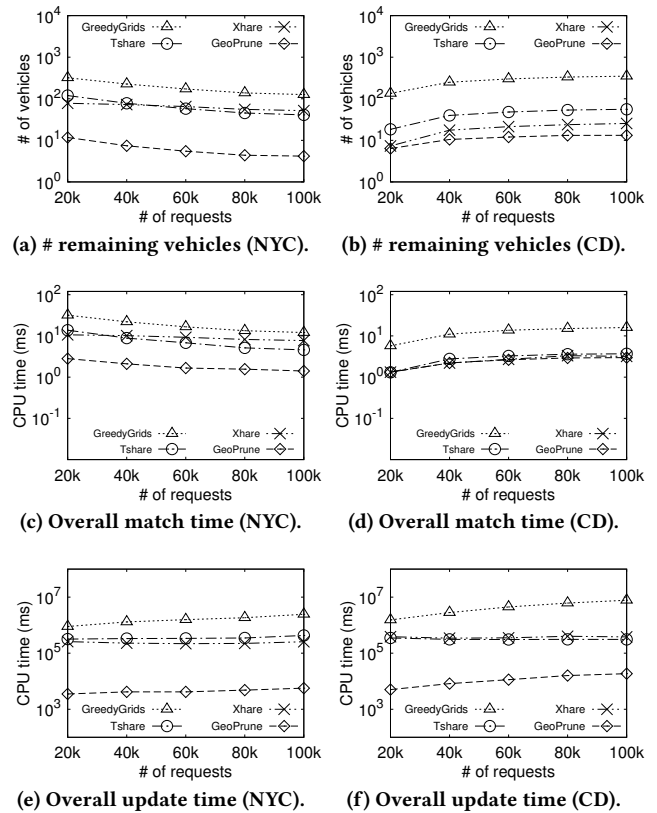 GreedyGrids Xhare
Tshare GeoPrune
# of vehicles
10^4
10^3
10^2
10^1
10^0
20k 40k 60k 80k 100k
# of requests
(a) # remaining vehicles (NYC).
GreedyGrids Xhare
Tshare GeoPrune
# of vehicles
10^4
10^3
10^2
10^1
10^0
20k 40k 60k 80k 100k
# of requests
(b) # remaining vehicles (CD).
CPU time (ms)
10^2
10^1
10^0
10^-1
GreedyGrids Xhare
Tshare GeoPrune
20k 40k 60k 80k 100k
# of requests
(c) Overall match time (NYC).
CPU time (ms)
10^2
10^1
10^0
10^-1
GreedyGrids Xhare
Tshare GeoPrune
20k 40k 60k 80k 100k
# of requests
(d) Overall match time (CD).
CPU time (ms)
10^7
10^5
10^3
GreedyGrids Xhare
Tshare GeoPrune
20k 40k 60k 80k 100k
# of requests
(e) Overall update time (NYC).
CPU time (ms)
10^7
10^5
10^3
GreedyGrids Xhare
Tshare GeoPrune
20k 40k 60k 80k 100k
# of requests
(f) Overall update time (CD).